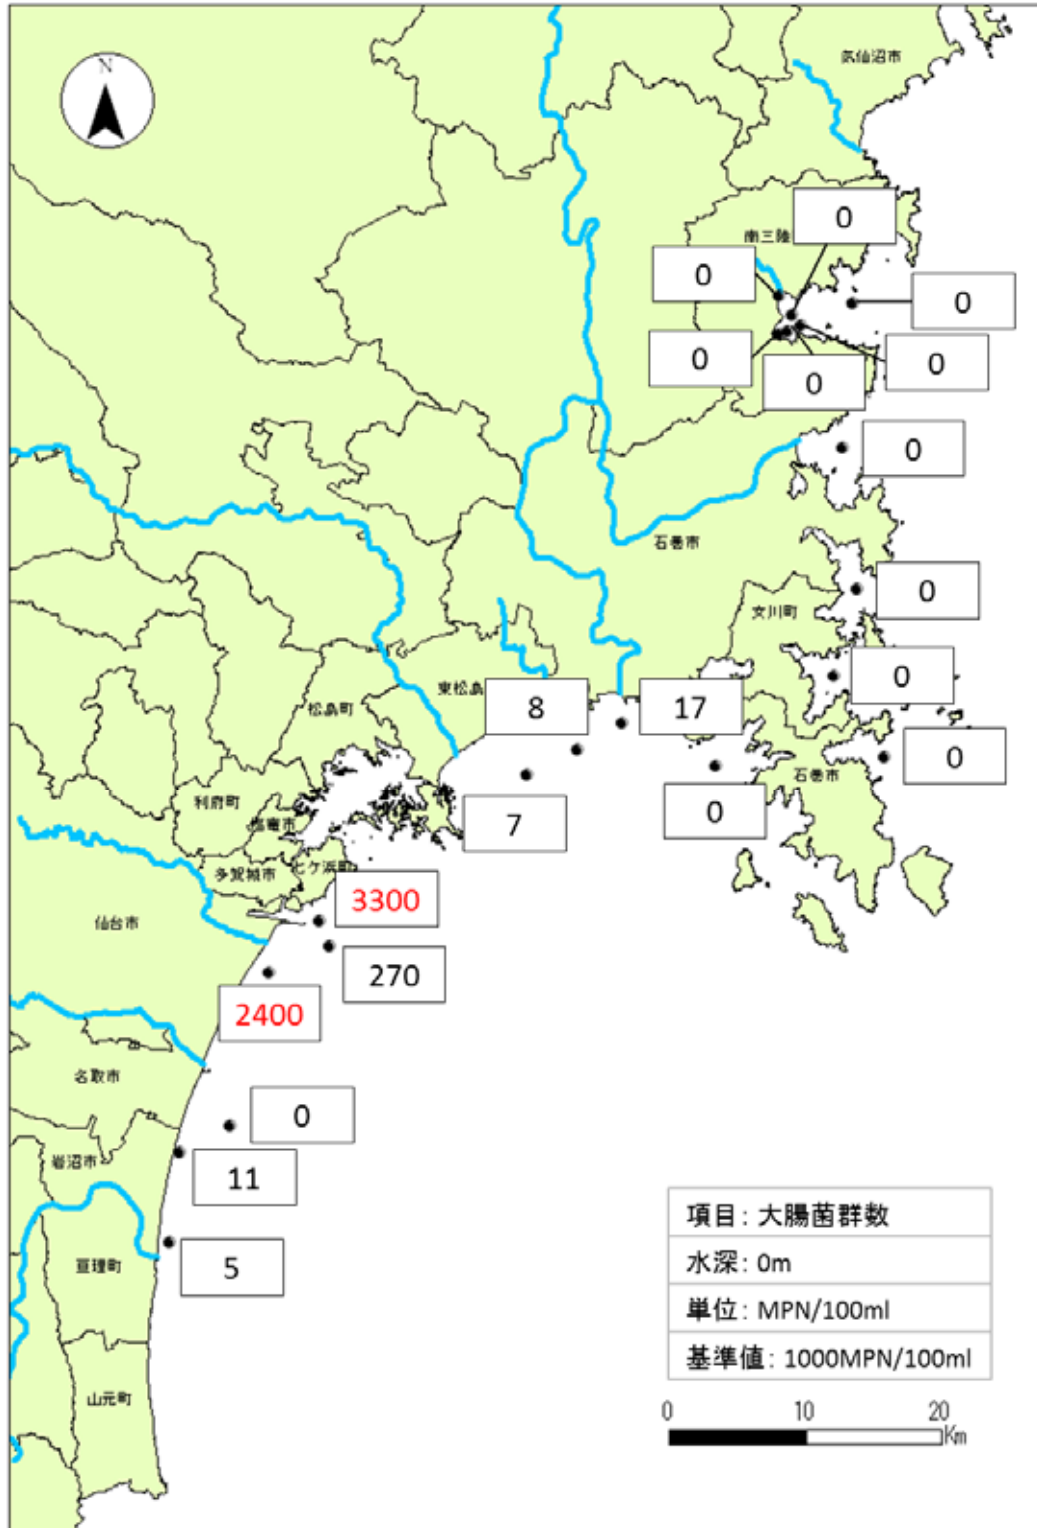 N
気仙沼市
0
南三陸
0
0
0
0
0
0
石巻市
0
女川町
0
東松島
8
17
松島町
0
石巻市
利府町
塩竈市
7
0
多賀城市
七ケ浜町
3300
仙台市
270
2400
名取市
0
岩沼市
11
亘理町
5
項目：大腸菌群数
水深：0m
単位：MPN/100ml
基準値：1000MPN/100ml
山元町
0 10 20
Km